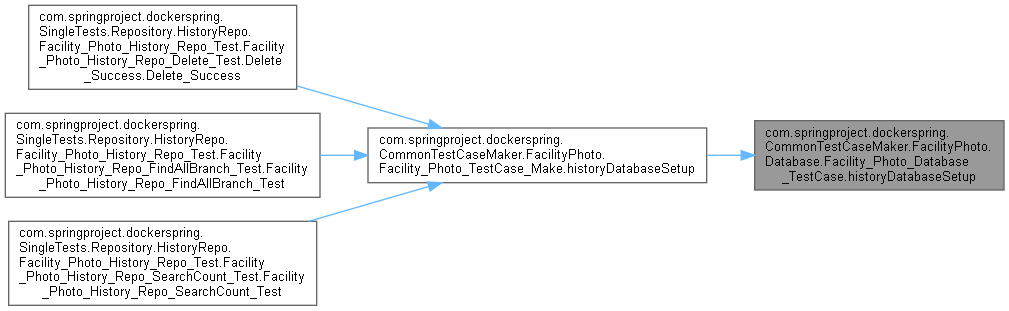 com.springproject.dockerspring.
SingleTests.Repository.HistoryRepo.
Facility_Photo_History_Repo_Test.Facility
_Photo_History_Repo_Delete_Test.Delete
_Success.Delete_Success
com.springproject.dockerspring.
SingleTests.Repository.HistoryRepo.
Facility_Photo_History_Repo_Test.Facility
_Photo_History_Repo_FindAllBranch_Test.Facility
_Photo_History_Repo_FindAllBranch_Test
com.springproject.dockerspring.
SingleTests.Repository.HistoryRepo.
Facility_Photo_History_Repo_Test.Facility
_Photo_History_Repo_SearchCount_Test.Facility
_Photo_History_Repo_SearchCount_Test
com.springproject.dockerspring.
CommonTestCaseMaker.FacilityPhoto.
Facility_Photo_TestCase_Make.historyDatabaseSetup
com.springproject.dockerspring.
CommonTestCaseMaker.FacilityPhoto.
Database.Facility_Photo_Database
_TestCase.historyDatabaseSetup